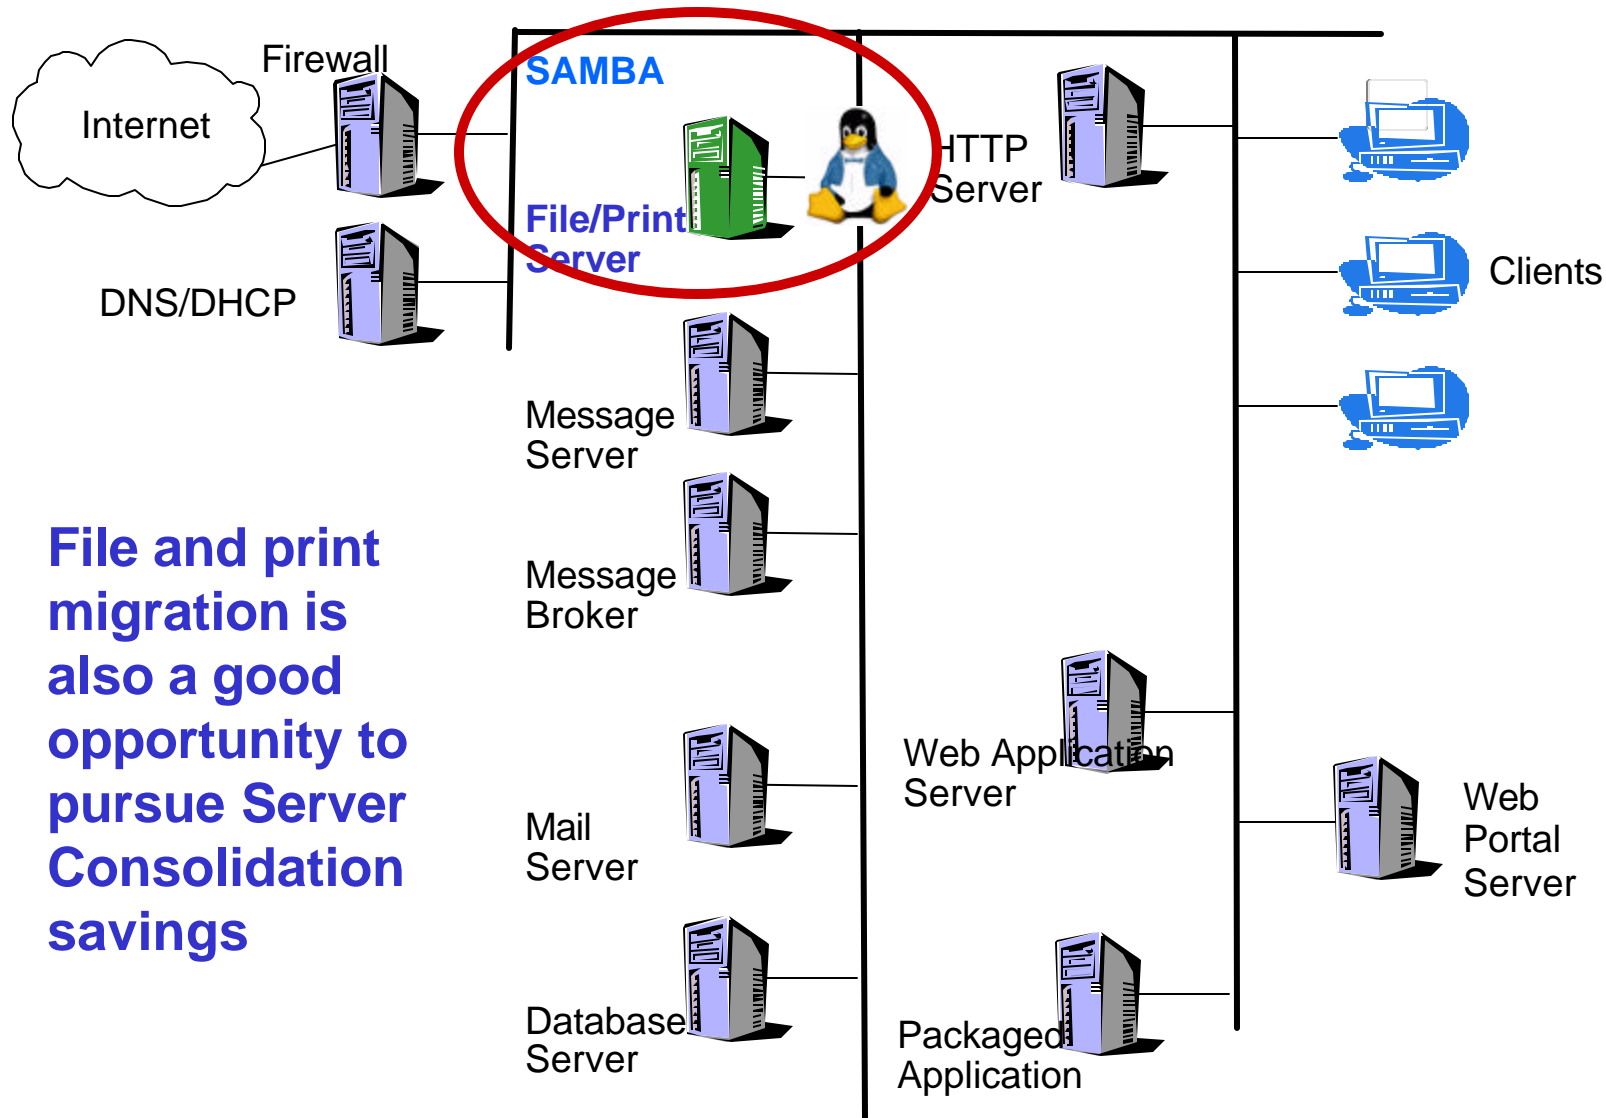 Firewall
SAMBA
Internet
HTTP
Server
File/Print
Server
DNS/DHCP
Clients
Message
Server
Message
Broker
File and print
migration is
also a good
opportunity to
pursue Server
Consolidation
savings
Web Application
Server
Mail
Server
Web
Portal
Server
Database
Server
Packaged
Application